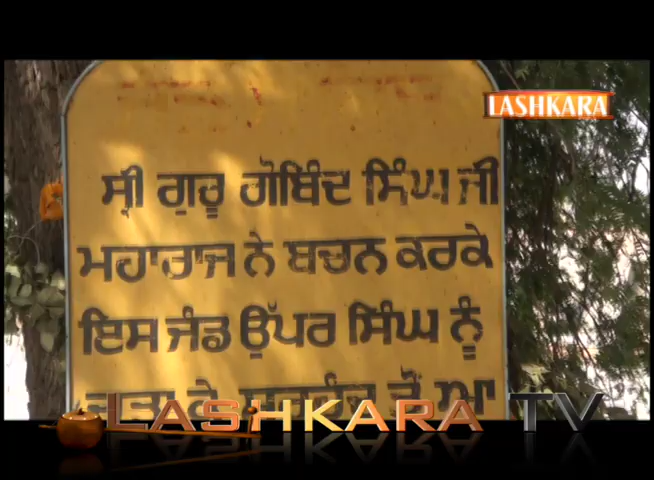 LASHKARA
ਸ੍ਰੀ ਗੁਰੂ ਗੋਬਿੰਦ ਸਿੰਘ ਜੀ
ਮਹਾਰਾਜ ਨੇ ਬਚਨ ਕਰਕੇ
ਇਸ ਜੰਡ ਉੱਪਰ ਸਿੰਘ ਨੂੰ
ਤੋਂ ਆ
LASHKARA TV